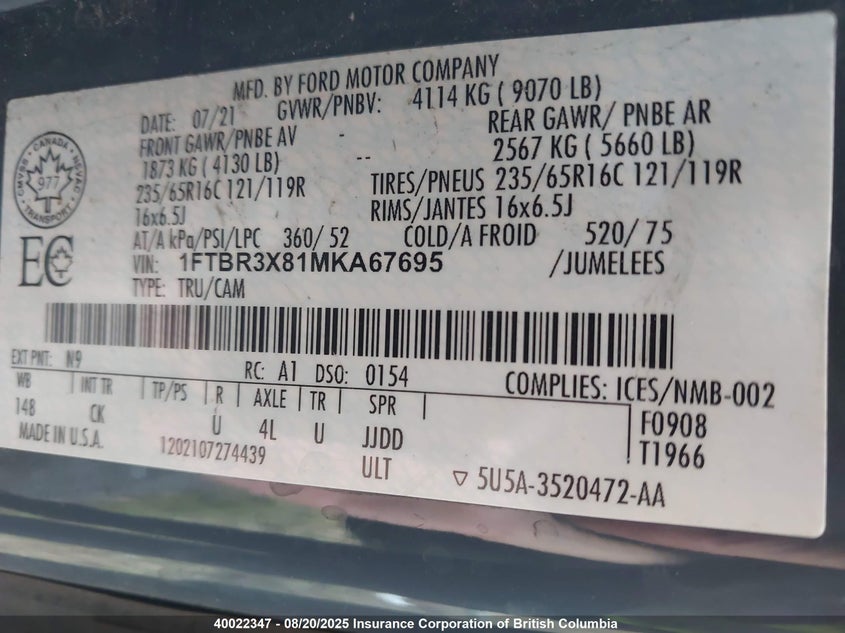 MFD. BY FORD MOTOR COMPANY
DATE: 07/21 GVWR/PNBV: 4114 KG ( 9070 LB)
FRONT GAWR/PNBE AV - REAR GAWR/ PNBE AR
1873 KG ( 4130 LB) -- 2567 KG ( 5660 LB)
235/65R16C 121/119R TIRES/PNEUS 235/65R16C 121/119R
16x6.5J RIMS/JANTES 16x6.5J
AT/A kPa/PSI/LPC 360/ 52 COLD/A FROID 520/ 75
VIN: 1FTBR3X81MKA67695 /JUMELEES
TYPE: TRU/CAM
CANADA
CMVSS NSVAC
977
TRANSPORT
EC
EXT PNT: N9 RC: A1 DSO: 0154 COMPLIES: ICES/NMB-002
WB INT TR TP/PS R AXLE TR SPR F0908
148 CK U 4L U JJDD T1966
MADE IN U.S.A. 1202107274439 ULT ▽ 5U5A-3520472-AA
40022347 - 08/20/2025 Insurance Corporation of British Columbia